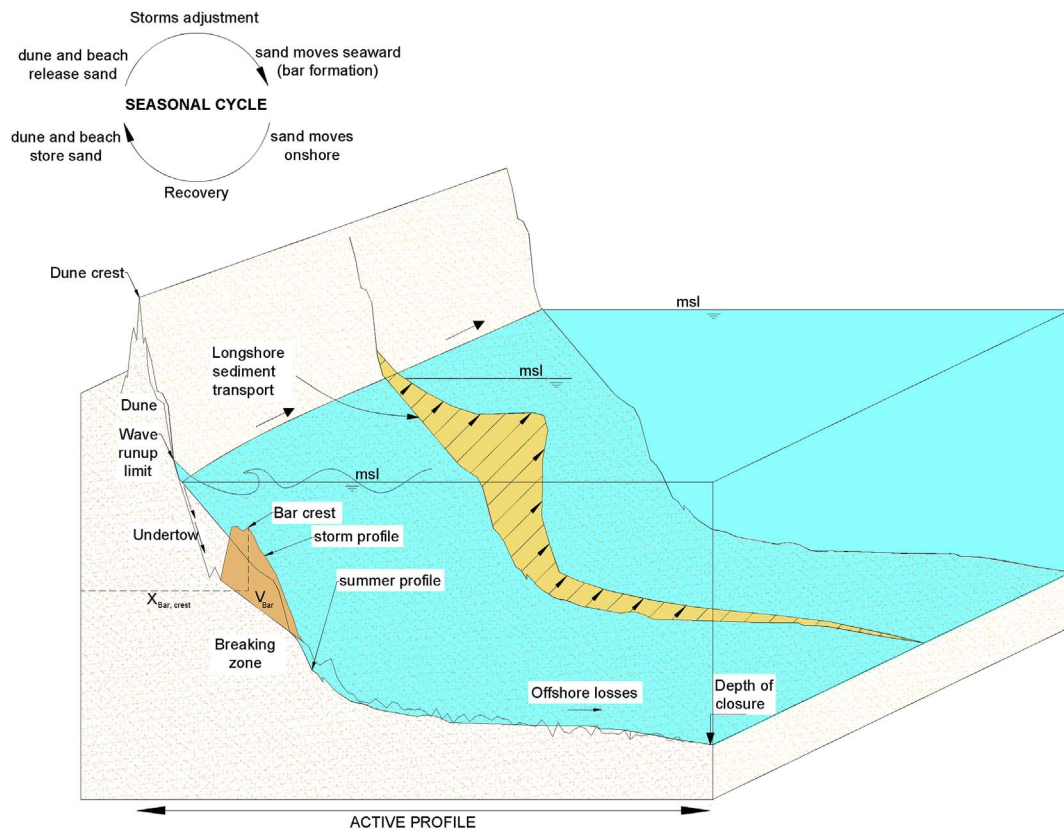 Storms adjustment
dune and beach
release sand
sand moves seaward
(bar formation)
SEASONAL CYCLE
dune and beach
store sand
sand moves
onshore
Recovery
Dune crest
msl
Longshore
sediment
transport
msl
Dune
Wave
runup
limit
msl
Bar crest
Undertow
storm profile
summer profile
X Bar, crest
V Bar
Breaking
zone
Offshore losses
Depth of
closure
ACTIVE PROFILE